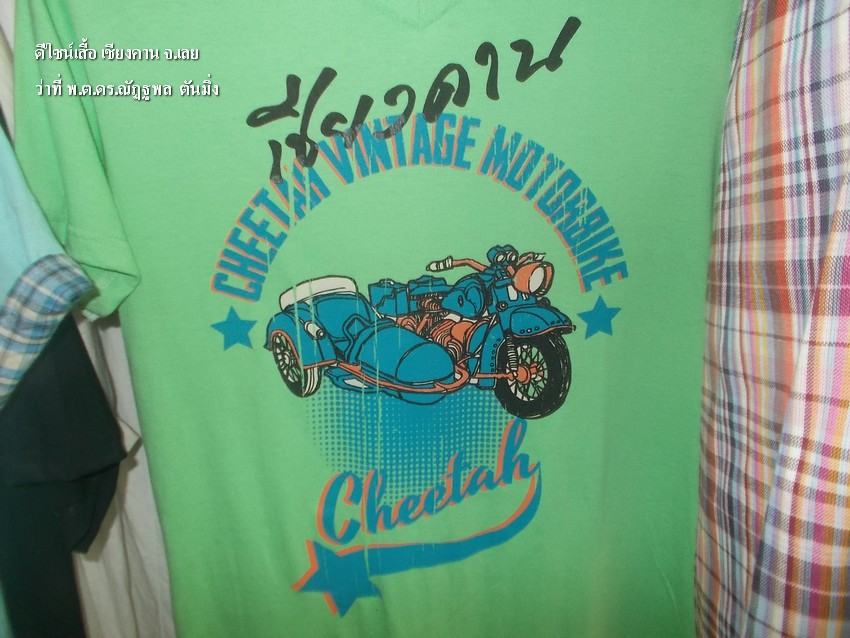 ดีไซน์เสื้อ เชียงคาน จ.เลย
ว่าที่ พ.ต.ดร.ณัฏฐพล ตันมิ่ง
เชียงคาน
CHEETAH VINTAGE MOTORBIKE
Cheetah